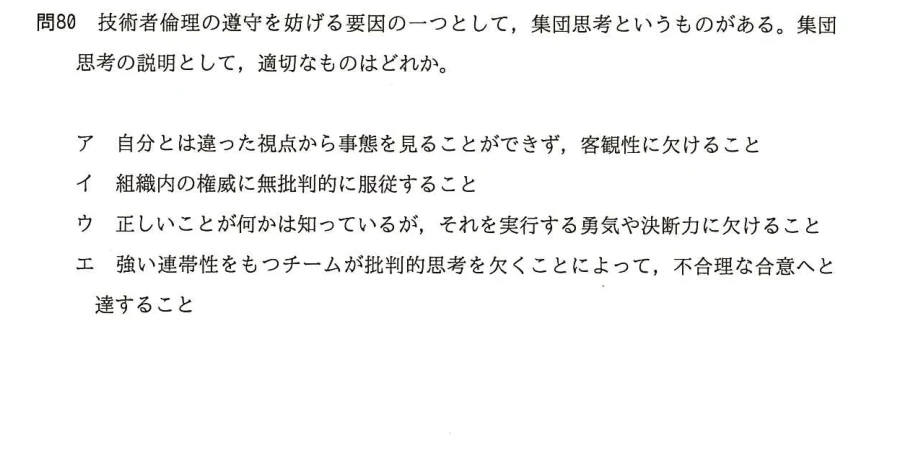 問80　技術者倫理の遵守を妨げる要因の一つとして，集団思考というものがある。集団
思考の説明として，適切なものはどれか。
ア　自分とは違った視点から事態を見ることができず，客観性に欠けること
イ　組織内の権威に無批判的に服従すること
ウ　正しいことが何かは知っているが，それを実行する勇気や決断力に欠けること
エ　強い連帯性をもつチームが批判的思考を欠くことによって，不合理な合意へと
達すること